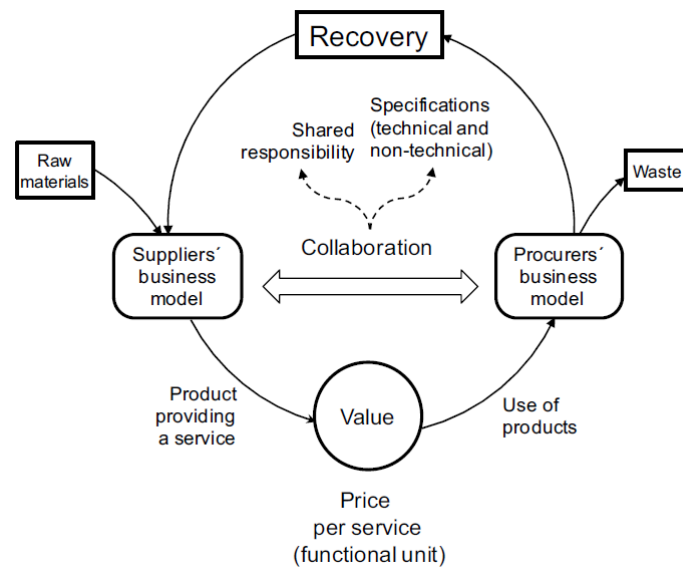 Recovery
Specifications
(technical and
non-technical)
Shared
responsibility
Raw
materials
Waste
Collaboration
Suppliers´
business
model
Procurers´
business
model
Product
providing
a service
Value
Use of
products
Price
per service
(functional unit)